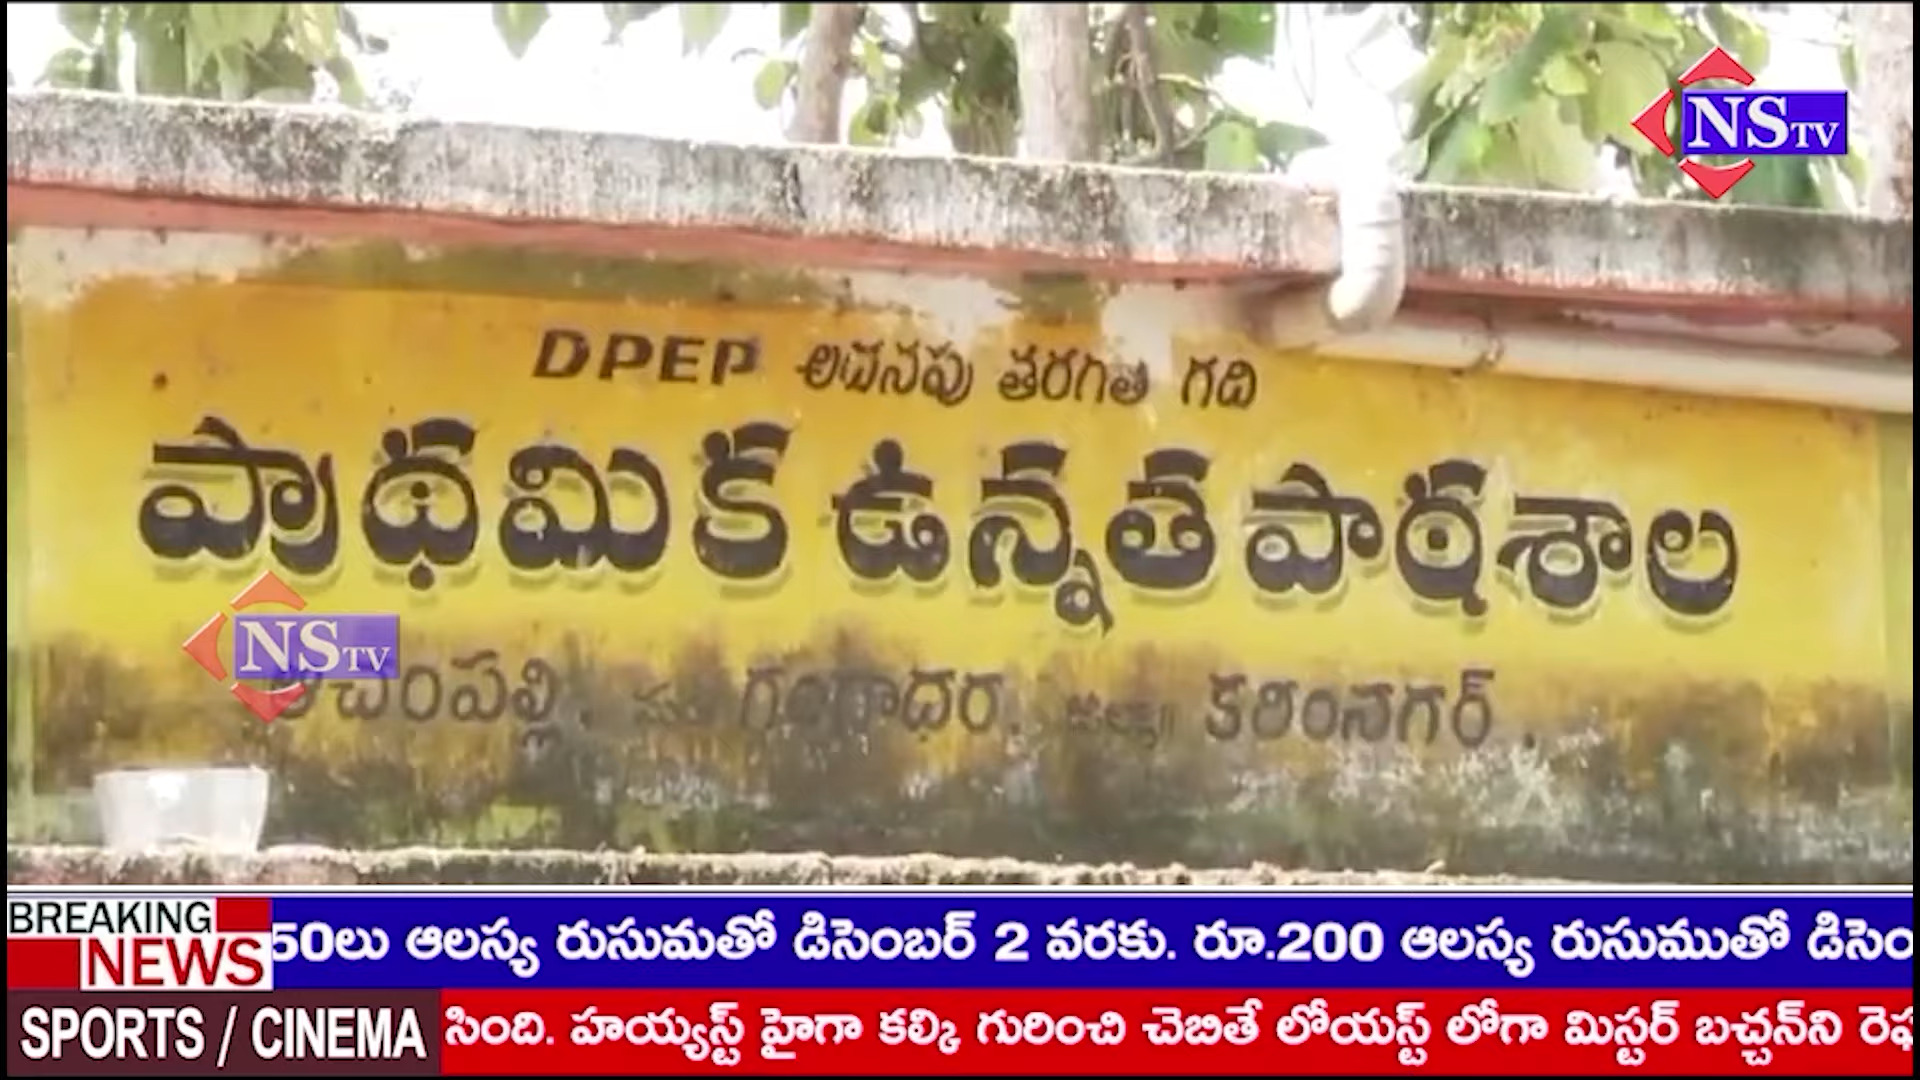 NSTV
DPEP అదనపు తరగతి గది
ప్రాథమిక ఉన్నత పాఠశాల
NSTV
గంగాధర. జిల్లా కరీంనగర్.
BREAKING NEWS
50లు ఆలస్య రుసుమతో డిసెంబర్ 2 వరకు. రూ.200 ఆలస్య రుసుముతో డిసెం
SPORTS / CINEMA
సింది. హయ్యస్ట్ హైగా కల్కి గురించి చెబితే లోయస్ట్ లోగా మిస్టర్ బచ్చన్‌ని రెఫ